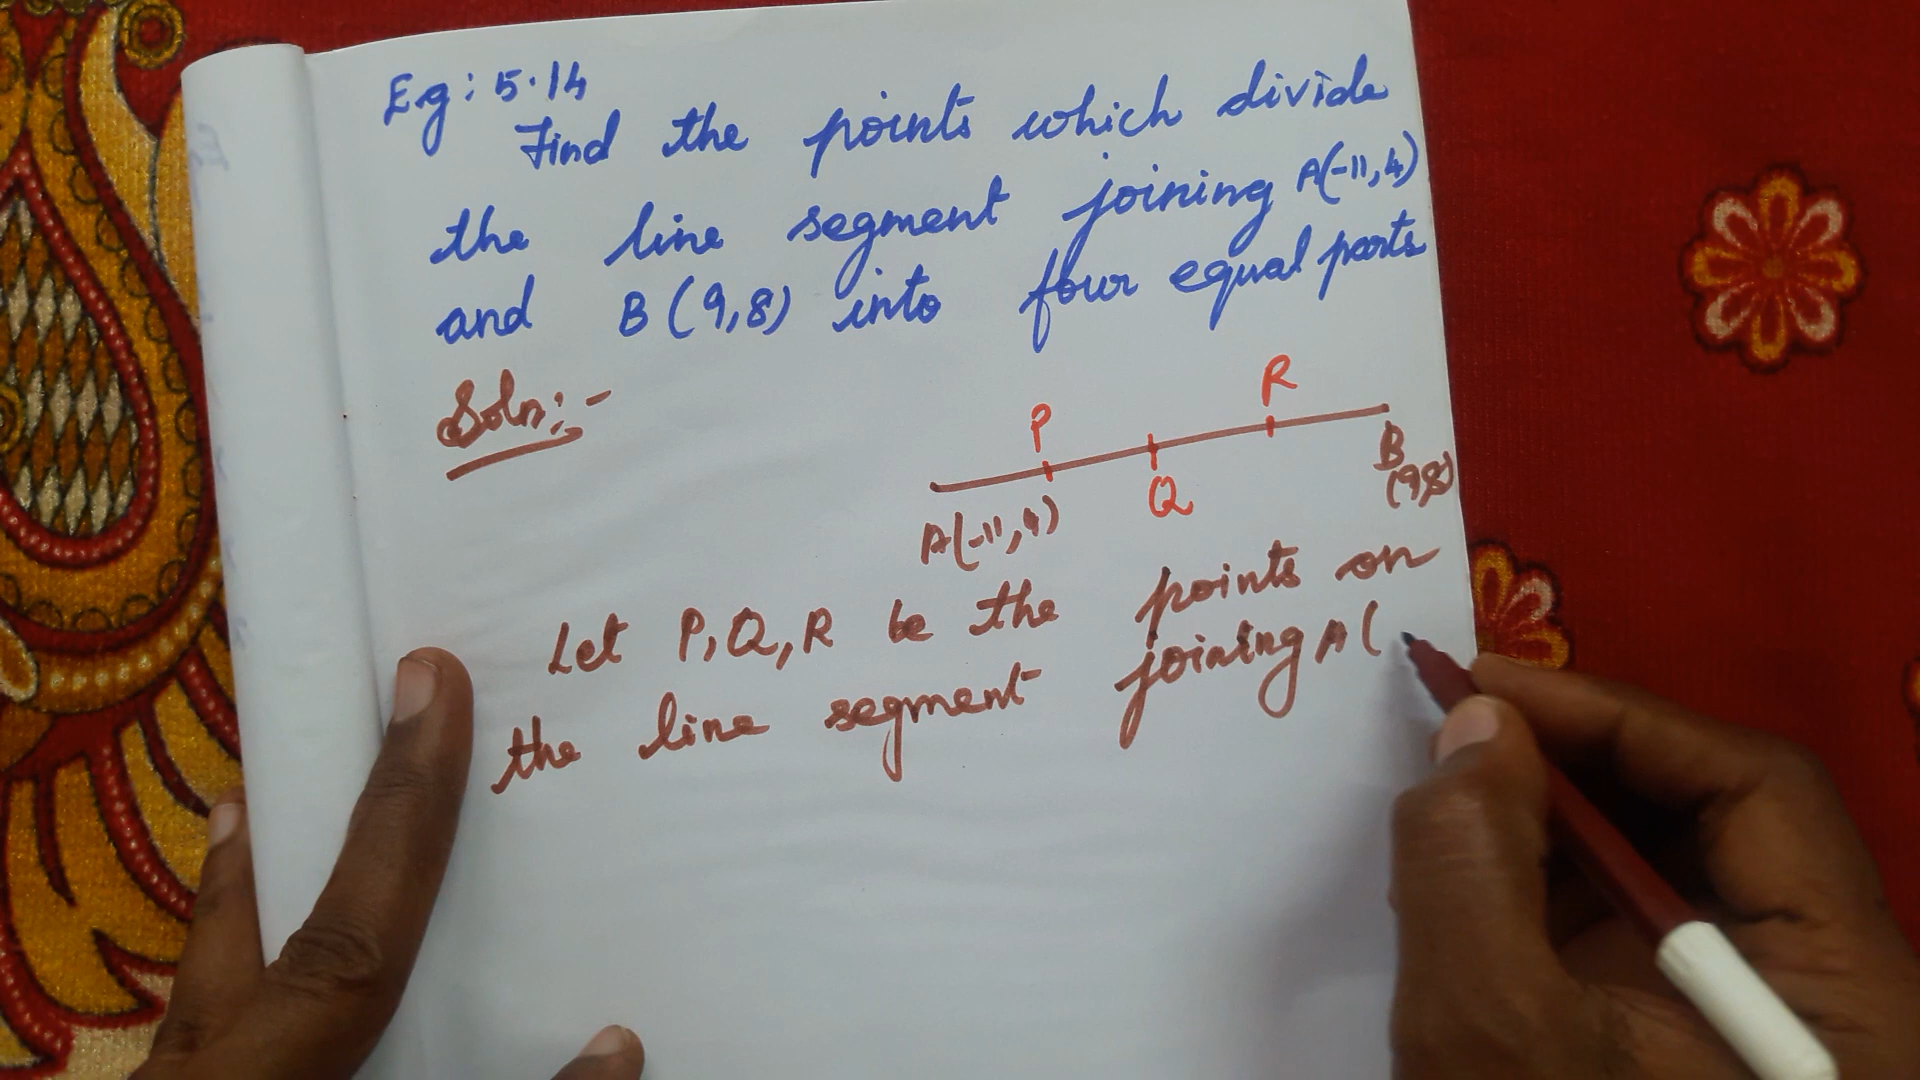 Eg: 5.14
Find the points which divide
the line segment joining A(-11,4)
and B (9,8) into four equal parts
Soln:-
P
R
Q
A(-11,4)
B
(9,8)
Let P,Q,R be the points on
the line segment joining A(